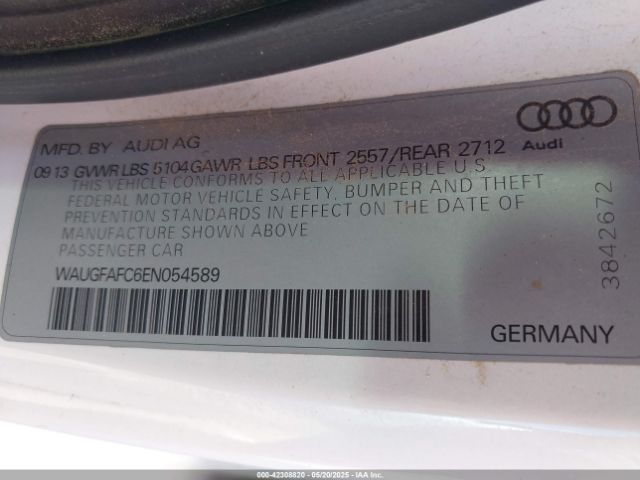 MFD. BY AUDI AG
Audi
09 13 GVWR LBS 5104 GAWR LBS FRONT 2557/REAR 2712
THIS VEHICLE CONFORMS TO ALL APPLICABLE U.S.
FEDERAL MOTOR VEHICLE SAFETY, BUMPER AND THEFT
PREVENTION STANDARDS IN EFFECT ON THE DATE OF
MANUFACTURE SHOWN ABOVE
PASSENGER CAR
WAUGFAFC6EN054589
3842672
GERMANY
000-42308820 - 05/20/2025 - IAA Inc.